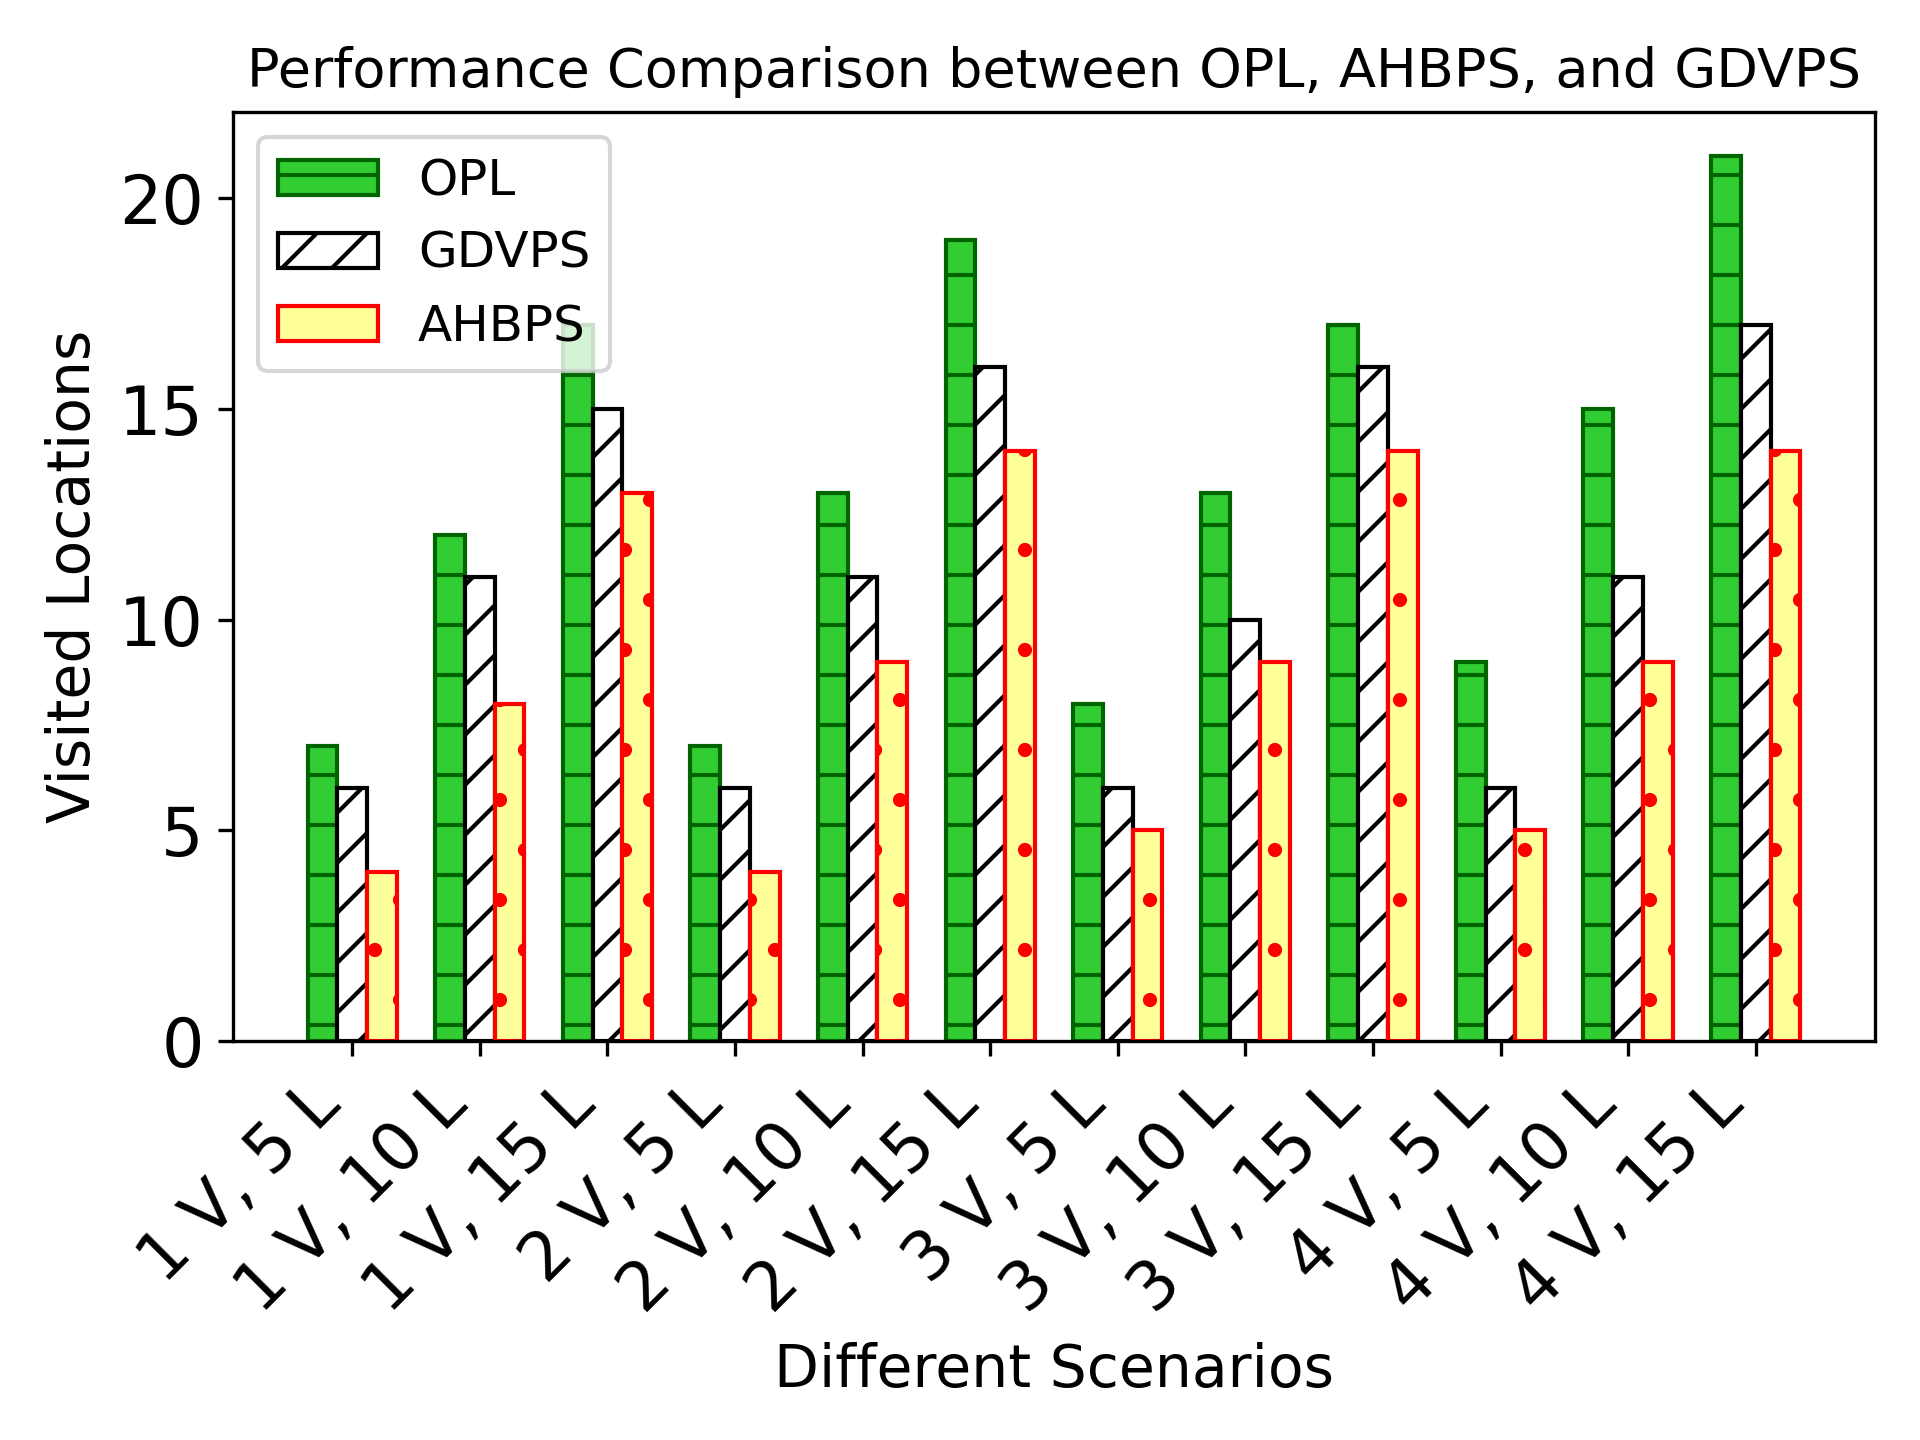 Performance Comparison between OPL, AHBPS, and GDVPS
OPL
GDVPS
AHBPS
Visited Locations
20
15
10
5
0
1 V, 5 L
1 V, 10 L
1 V, 15 L
2 V, 5 L
2 V, 10 L
2 V, 15 L
3 V, 5 L
3 V, 10 L
3 V, 15 L
4 V, 5 L
4 V, 10 L
4 V, 15 L
Different Scenarios